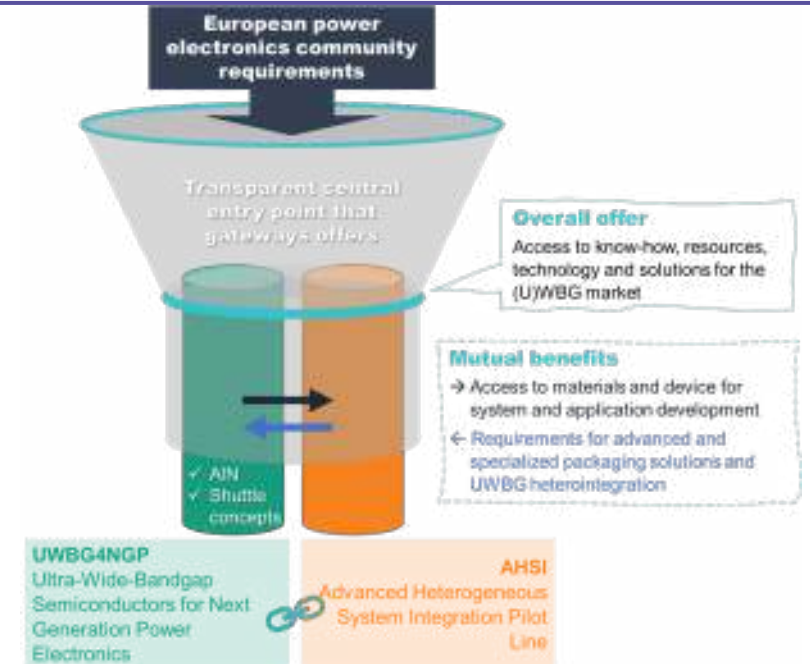 European power
electronics community
requirements
Transparent central
entry point that
gateways offers
Overall offer
Access to know-how, resources,
technology and solutions for the
(U)WBG market
Mutual benefits
→ Access to materials and device for
system and application development
← Requirements for advanced and
specialized packaging solutions and
UWBG heterointegration
✓ AlN
✓ Shuttle
concepts
UWBG4NGP
Ultra-Wide-Bandgap
Semiconductors for Next
Generation Power
Electronics
AHSI
Advanced Heterogeneous
System Integration Pilot
Line